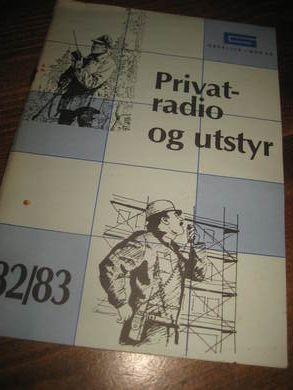 Privat-
radio
og utstyr
82/83